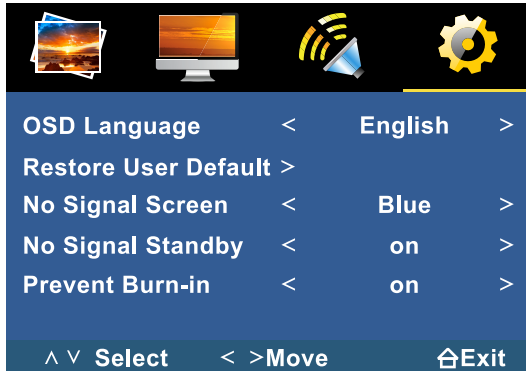 OSD Language < English >
Restore User Default >
No Signal Screen < Blue >
No Signal Standby < on >
Prevent Burn-in < on >
∧ ∨ Select < >Move Exit